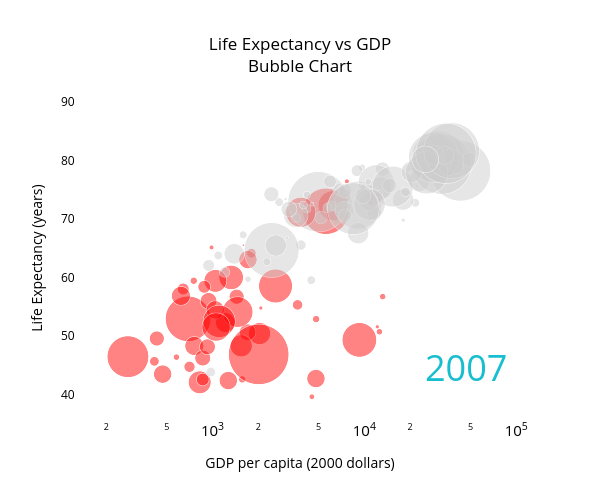 Life Expectancy vs GDP
Bubble Chart
90
80
70
60
50
40
Life Expectancy (years)
2007
2 5 10³ 2 5 10⁴ 2 5 10⁵
GDP per capita (2000 dollars)